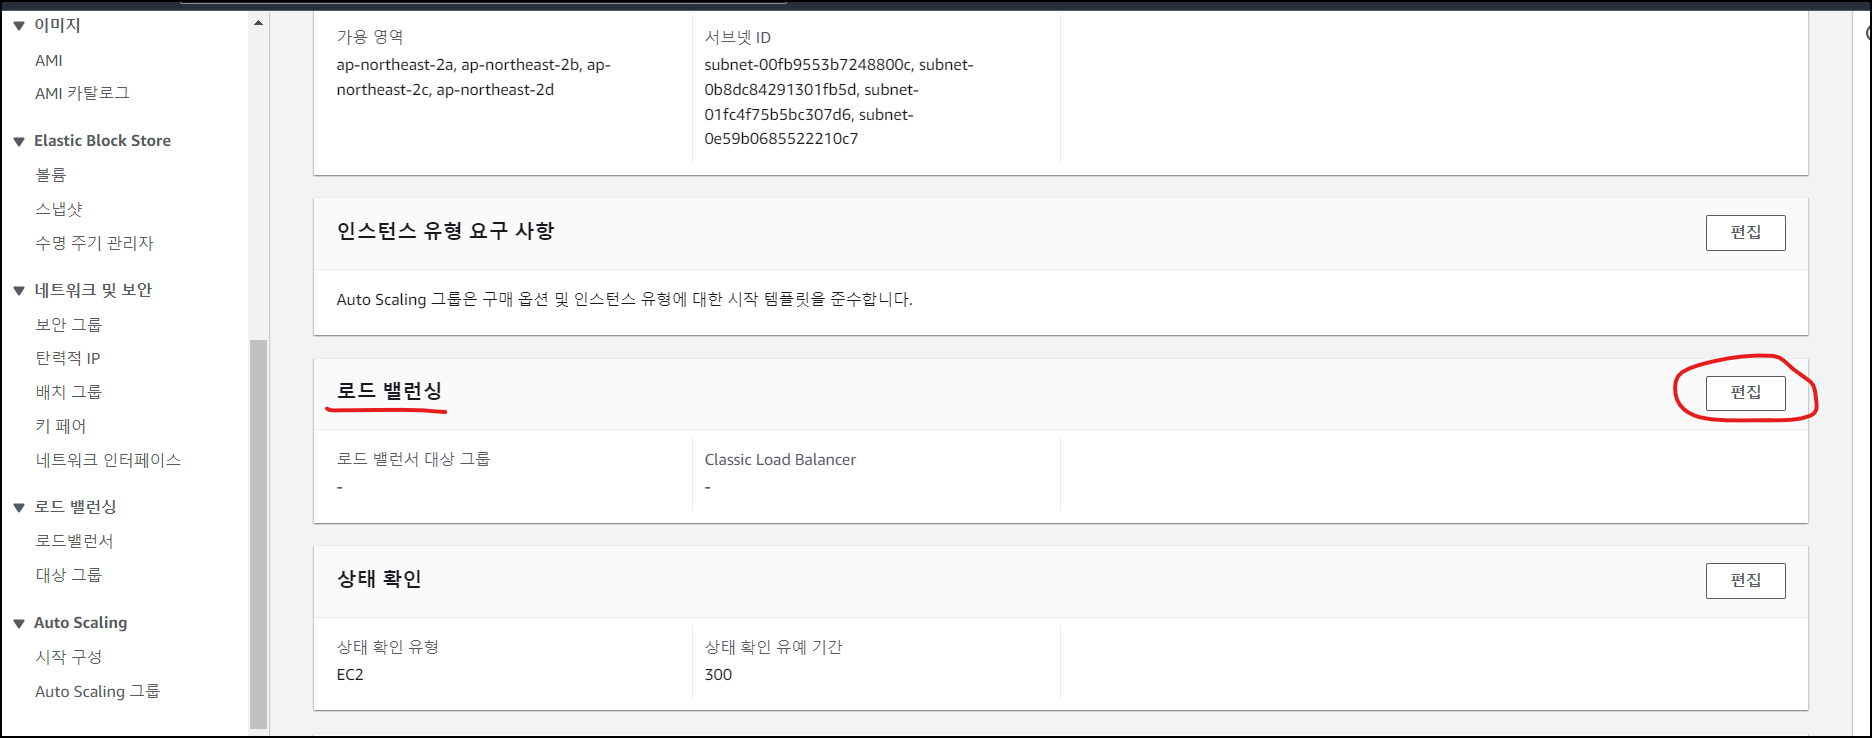 이미지
AMI
AMI 카탈로그
Elastic Block Store
볼륨
스냅샷
수명 주기 관리자
네트워크 및 보안
보안 그룹
탄력적 IP
배치 그룹
키 페어
네트워크 인터페이스
로드 밸런싱
로드밸런서
대상 그룹
Auto Scaling
시작 구성
Auto Scaling 그룹
가용 영역
ap-northeast-2a, ap-northeast-2b, ap-
northeast-2c, ap-northeast-2d
서브넷 ID
subnet-00fb9553b7248800c, subnet-
0b8dc84291301fb5d, subnet-
01fc4f75b5bc307d6, subnet-
0e59b0685522210c7
인스턴스 유형 요구 사항
편집
Auto Scaling 그룹은 구매 옵션 및 인스턴스 유형에 대한 시작 템플릿을 준수합니다.
로드 밸런싱
편집
로드 밸런서 대상 그룹
-
Classic Load Balancer
-
상태 확인
편집
상태 확인 유형
EC2
상태 확인 유예 기간
300